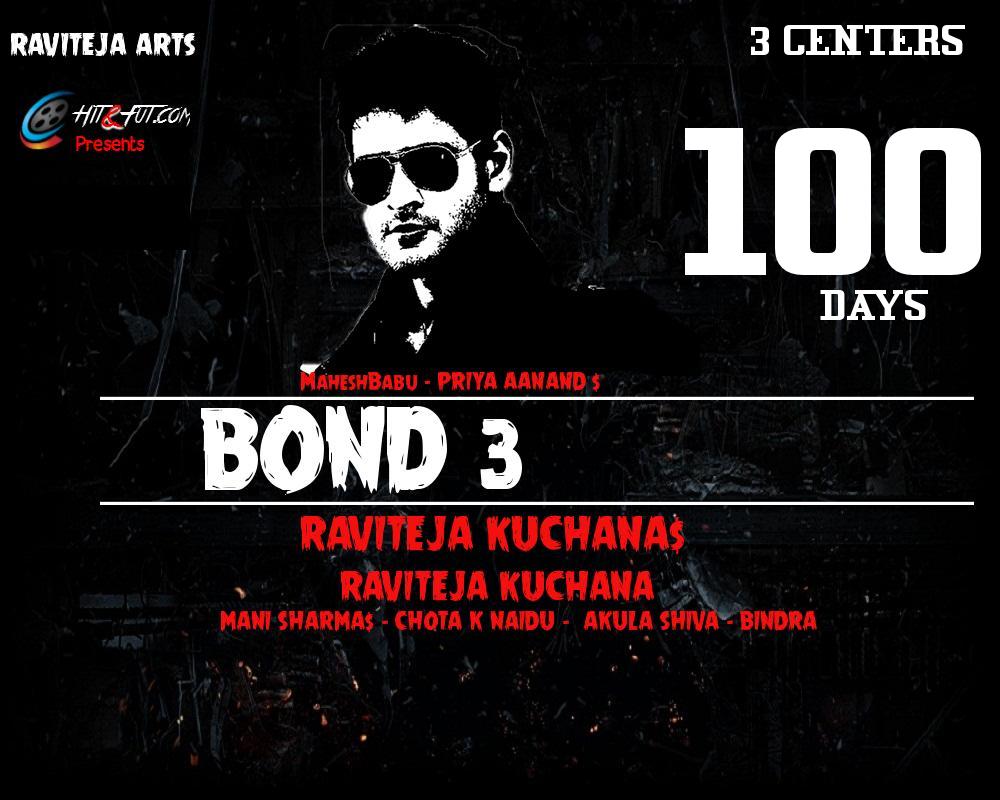 RAVITEJA ARTS
3 CENTERS
HIT&FUT.COM
Presents
100
DAYS
MAHESHBABU - PRIYA AANAND $
BOND 3
RAVITEJA KUCHANA$
RAVITEJA KUCHANA
MANI SHARMA$ - CHOTA K NAIDU - AKULA SHIVA - BINDRA